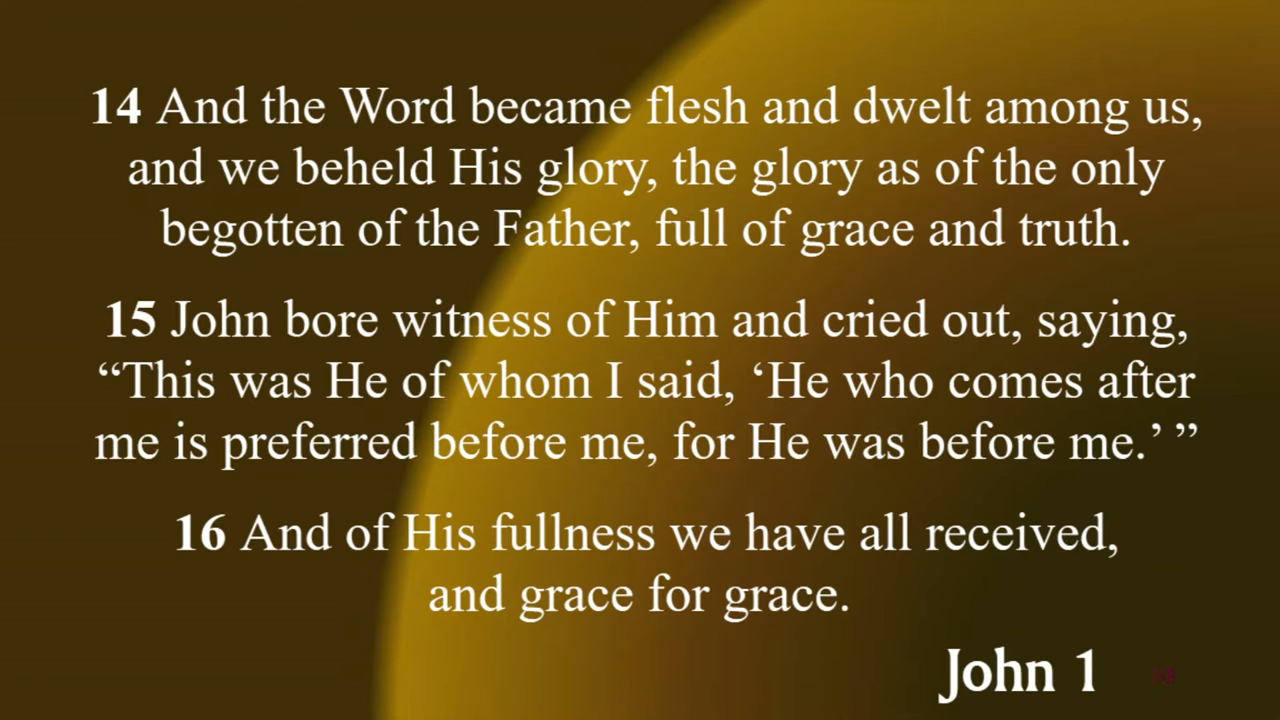 14 And the Word became flesh and dwelt among us,
and we beheld His glory, the glory as of the only
begotten of the Father, full of grace and truth.
15 John bore witness of Him and cried out, saying,
“This was He of whom I said, ‘He who comes after
me is preferred before me, for He was before me.’ ”
16 And of His fullness we have all received,
and grace for grace.
John 1